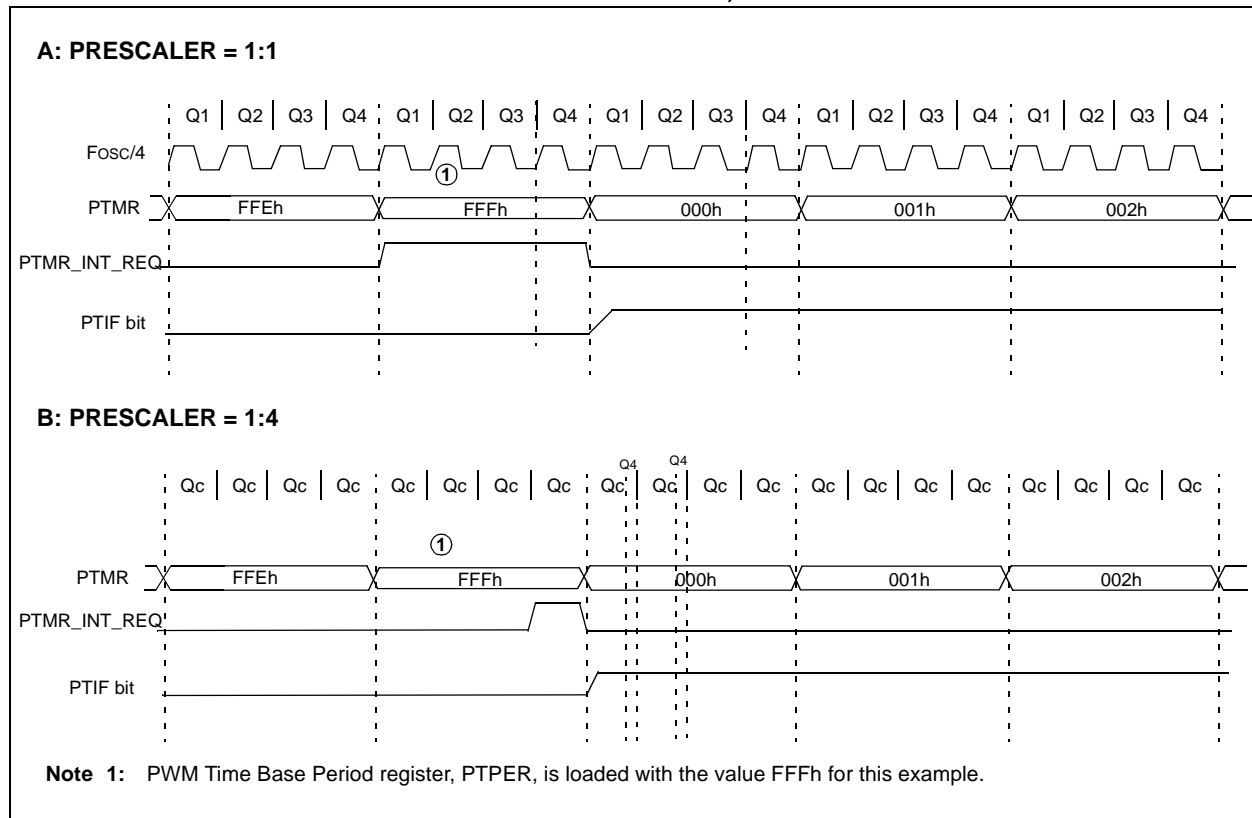 A: PRESCALER = 1:1
Q1 Q2 Q3 Q4 Q1 Q2 Q3 Q4 Q1 Q2 Q3 Q4 Q1 Q2 Q3 Q4 Q1 Q2 Q3 Q4
FOSC/4
1
PTMR FFEh FFFh 000h 001h 002h
PTMR_INT_REQ
PTIF bit
B: PRESCALER = 1:4
Q4 Q4
Qc Qc Qc Qc Qc Qc Qc Qc Qc Qc Qc Qc Qc Qc Qc Qc Qc Qc Qc Qc
1
PTMR FFEh FFFh 000h 001h 002h
PTMR_INT_REQ
PTIF bit
Note 1: PWM Time Base Period register, PTPER, is loaded with the value FFFh for this example.